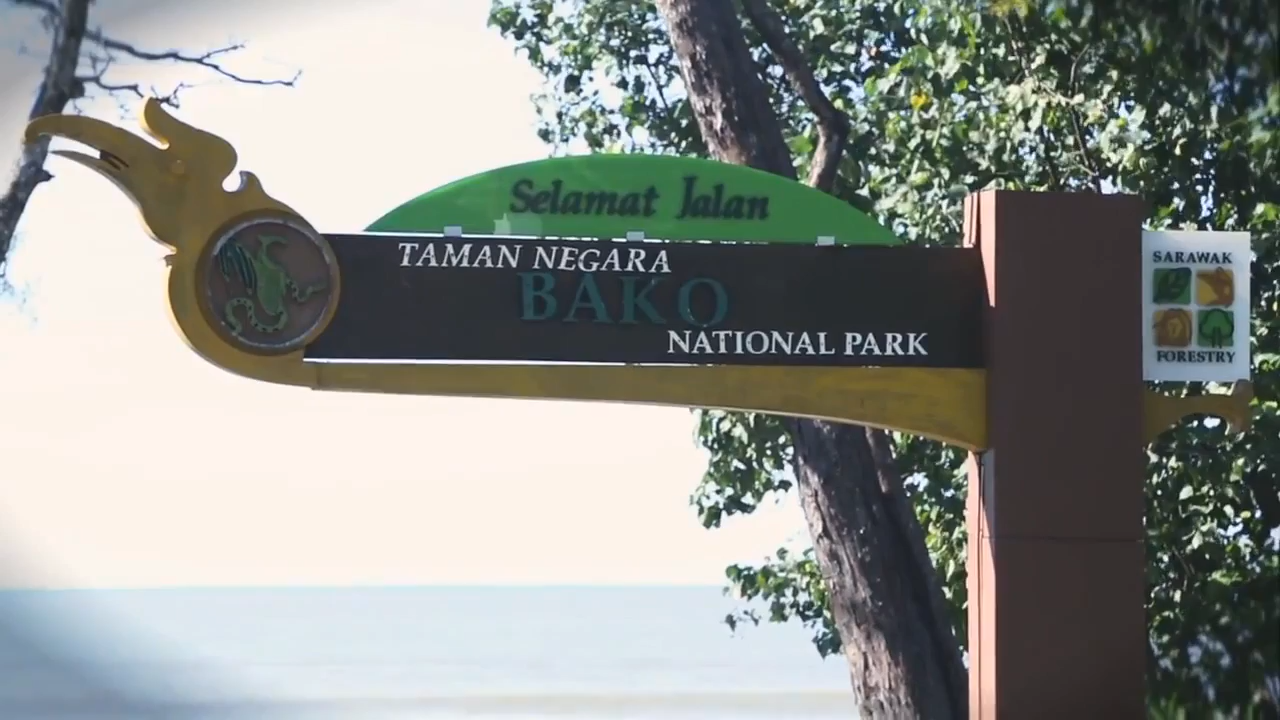 Selamat Jalan
TAMAN NEGARA
BAKO
NATIONAL PARK
SARAWAK
FORESTRY